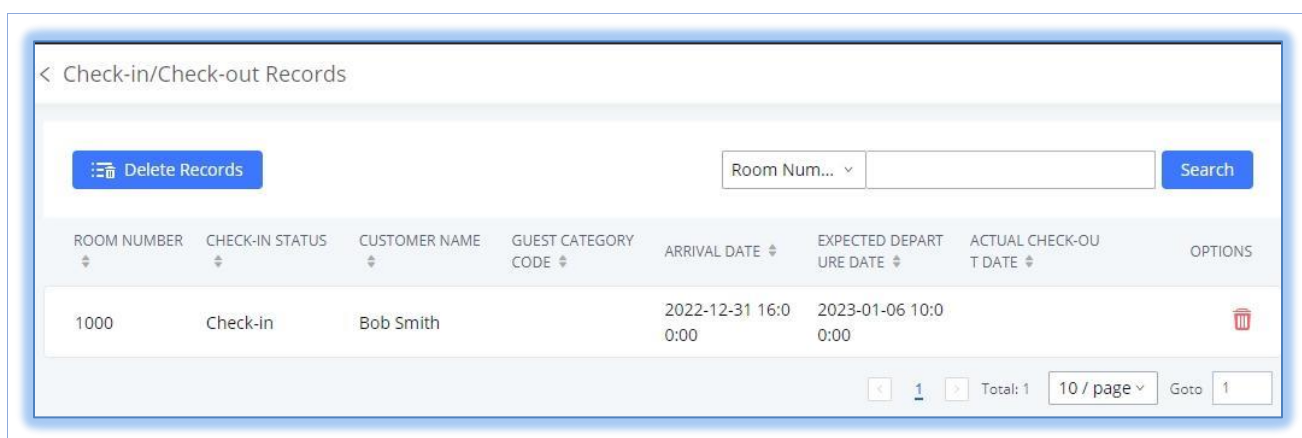 < Check-in/Check-out Records
Delete Records
Room Num...
Search
ROOM NUMBER
CHECK-IN STATUS
CUSTOMER NAME
GUEST CATEGORY
CODE
ARRIVAL DATE
EXPECTED DEPART
URE DATE
ACTUAL CHECK-OU
T DATE
OPTIONS
1000
Check-in
Bob Smith
2022-12-31 16:0
0:00
2023-01-06 10:0
0:00
< 1 > Total: 1 10 / page Goto 1